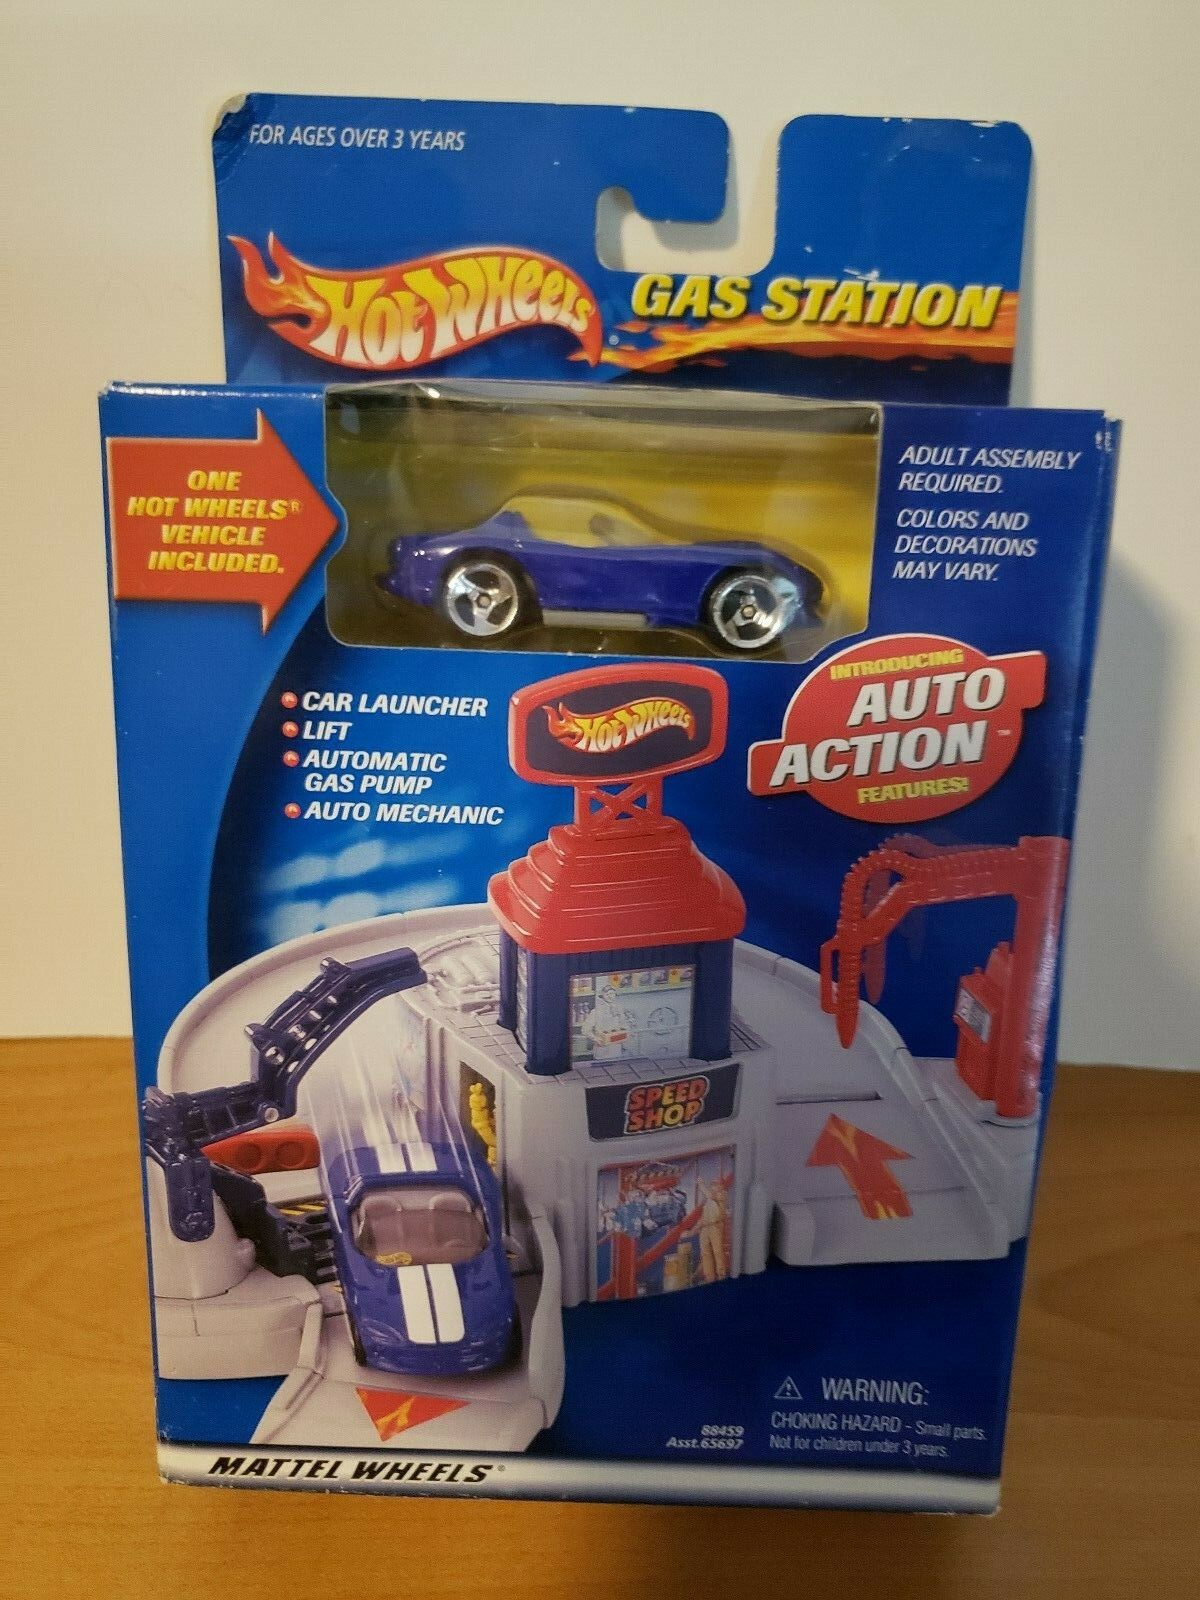 FOR AGES OVER 3 YEARS
HOT WHEELS
GAS STATION
ONE
HOT WHEELS®
VEHICLE
INCLUDED.
ADULT ASSEMBLY
REQUIRED.
COLORS AND
DECORATIONS
MAY VARY.
INTRODUCING
AUTO
ACTION™
FEATURES!
CAR LAUNCHER
LIFT
AUTOMATIC
GAS PUMP
AUTO MECHANIC
HOT WHEELS
SPEED
SHOP
⚠ WARNING:
CHOKING HAZARD - Small parts.
Not for children under 3 years.
88459
Asst.65697
MATTEL WHEELS®